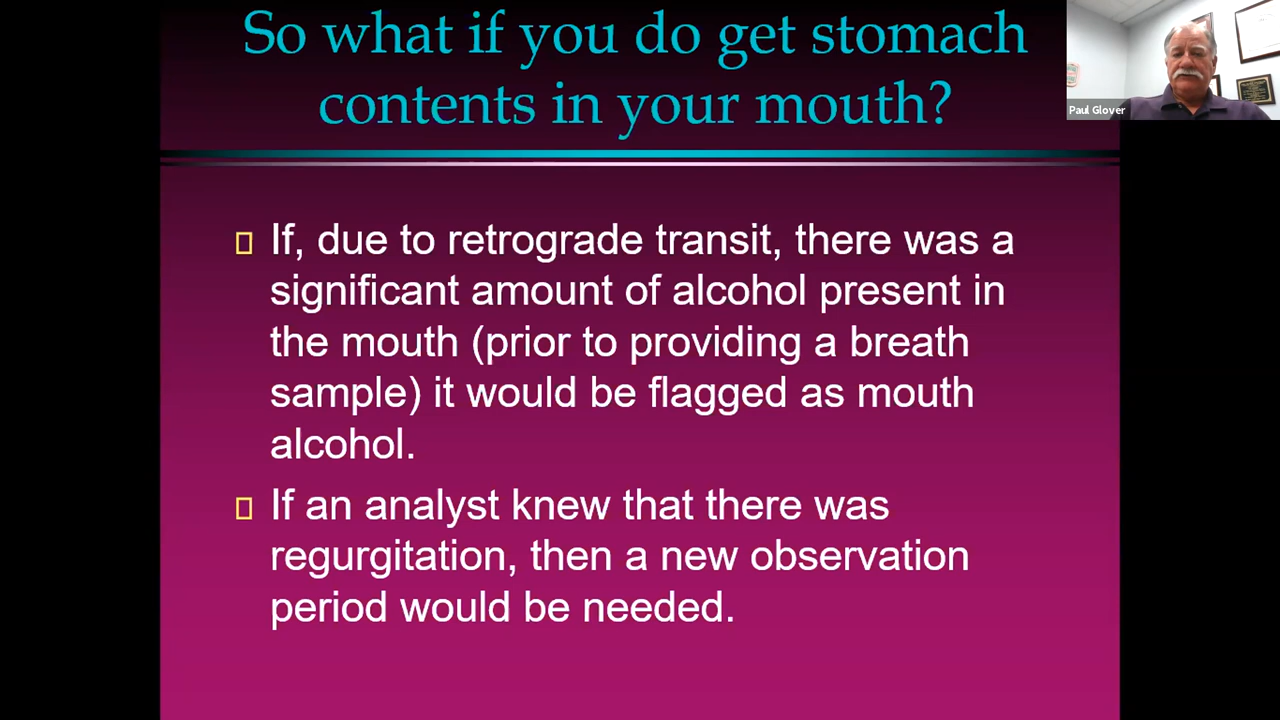 So what if you do get stomach
contents in your mouth?
Paul Glover
If, due to retrograde transit, there was a
significant amount of alcohol present in
the mouth (prior to providing a breath
sample) it would be flagged as mouth
alcohol.
If an analyst knew that there was
regurgitation, then a new observation
period would be needed.